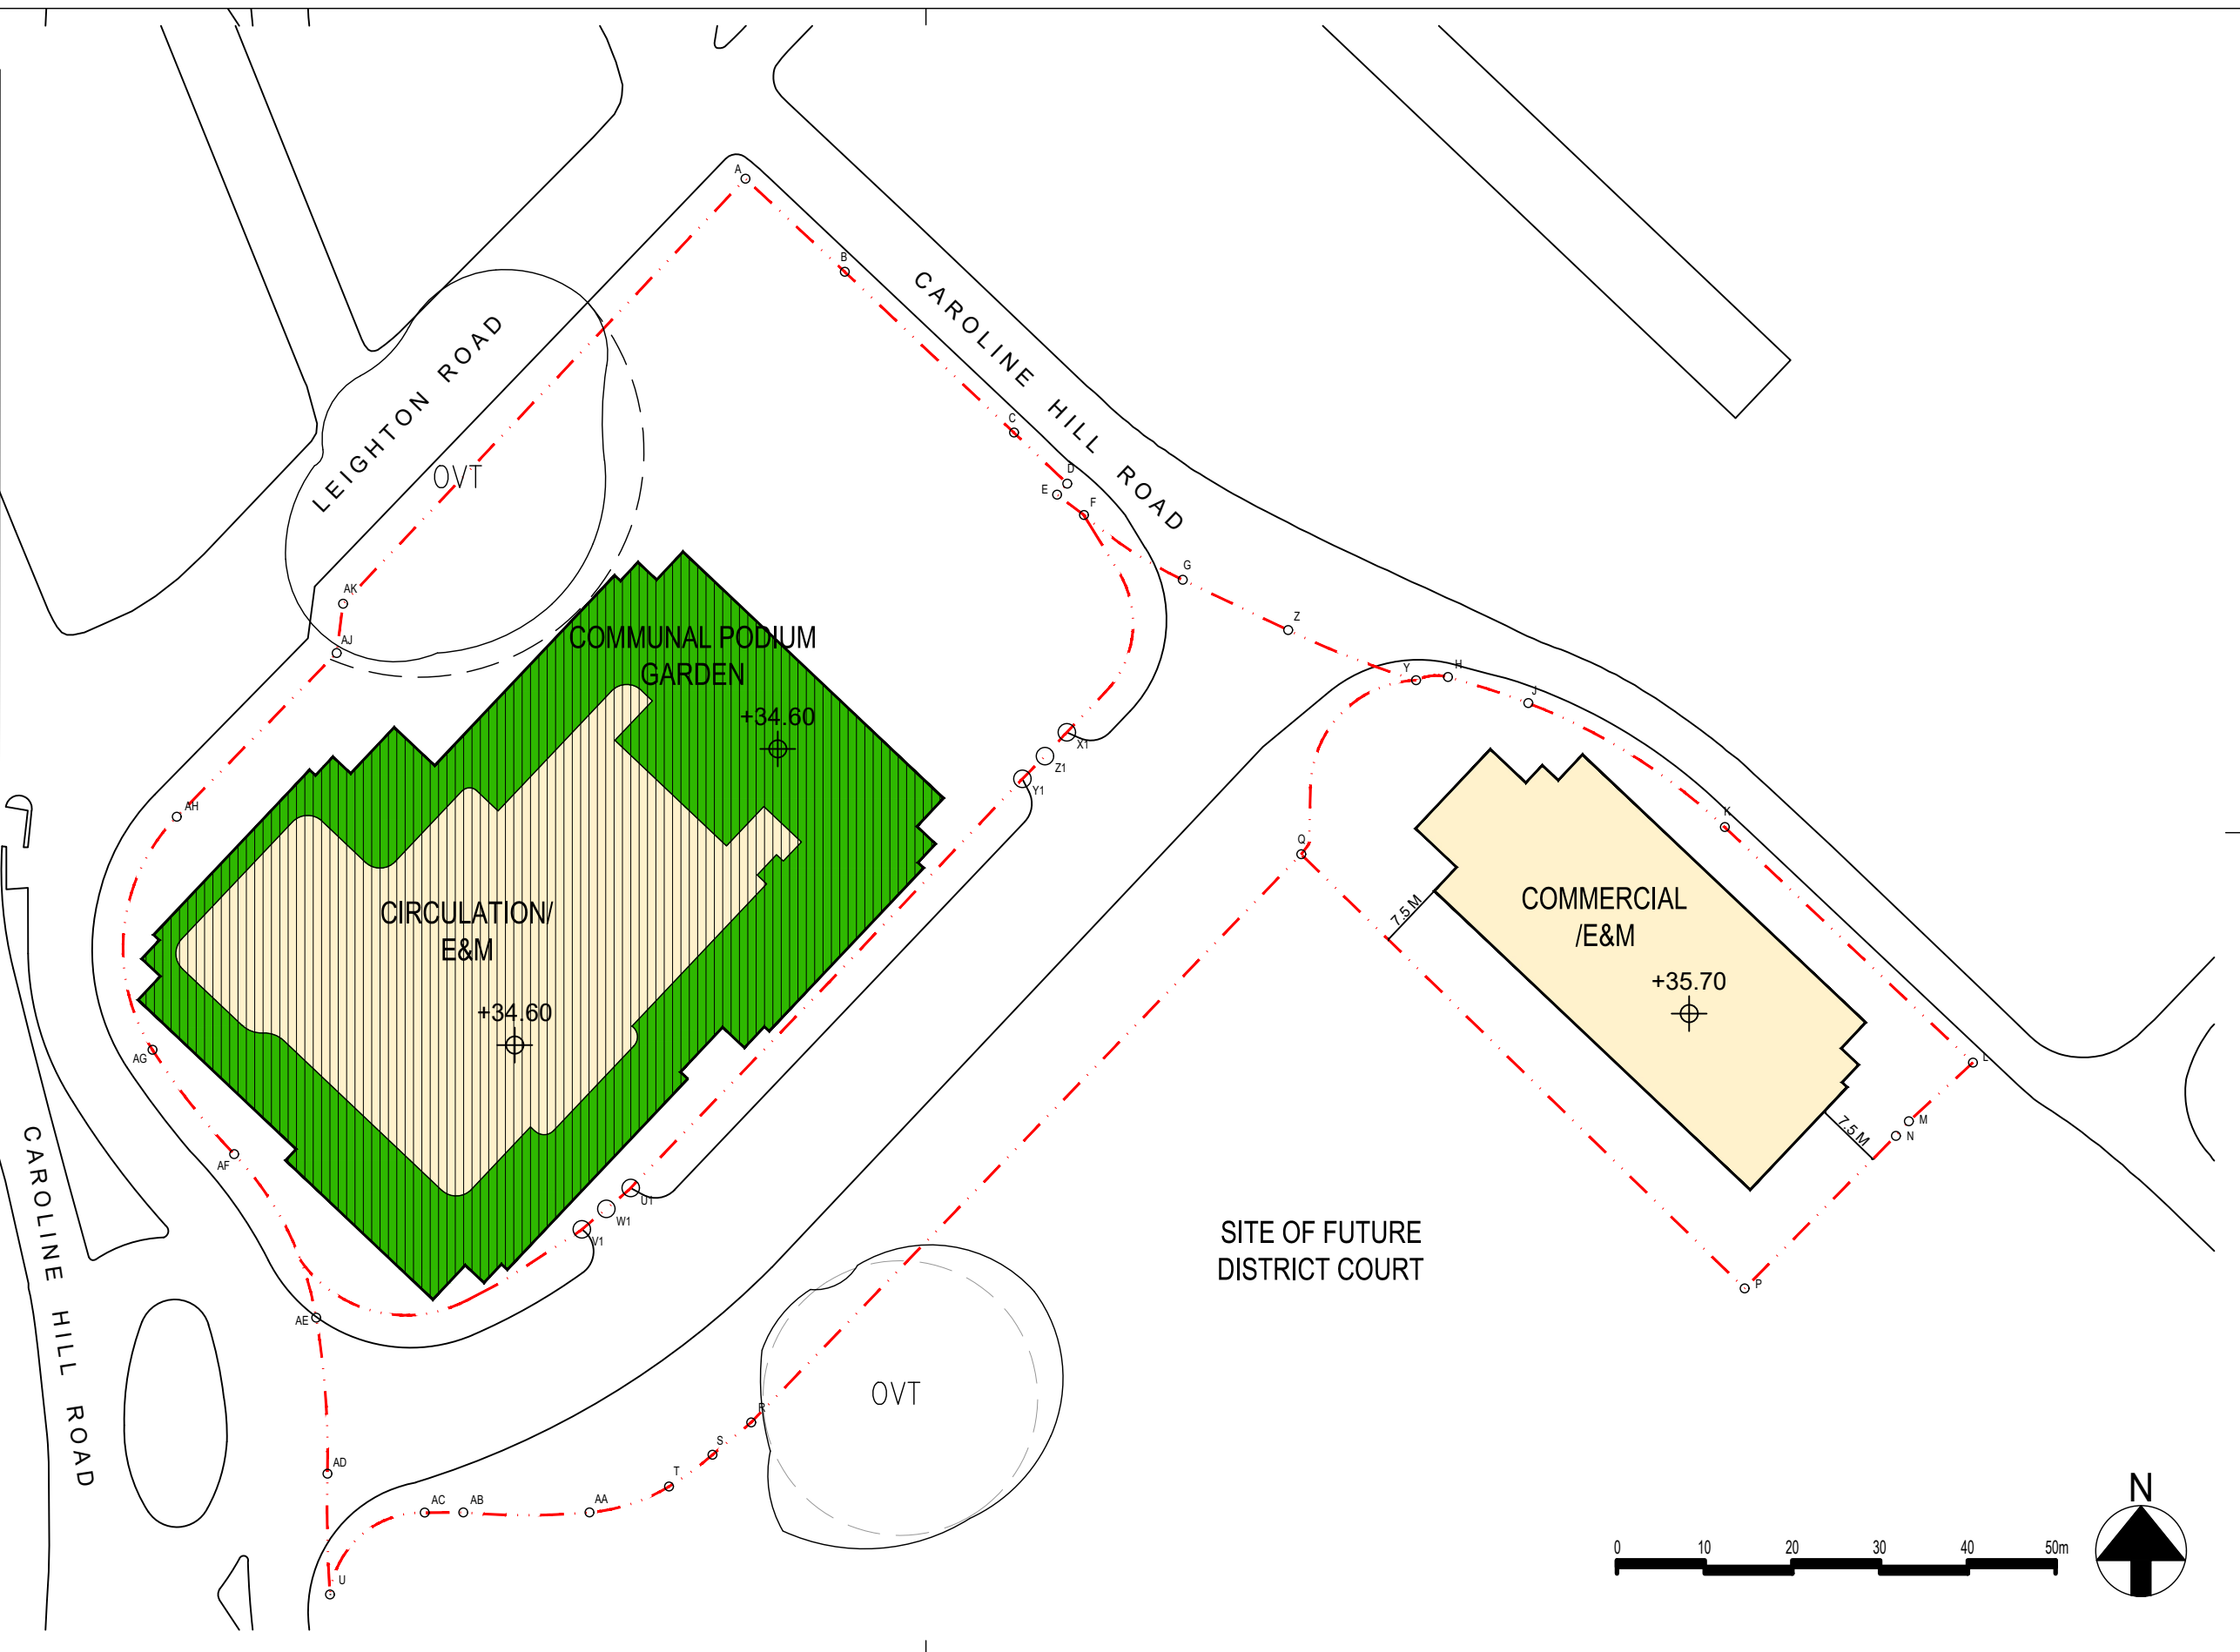 A
B
CAROLINE HILL ROAD
LEIGHTON ROAD
C
D
E
F
OVT
G
AK
Z
AJ
COMMUNAL PODIUM
GARDEN
Y
H
J
+34.60
X1
Z1
Y1
AH
K
Q
7.5 M
COMMERCIAL
/E&M
CIRCULATION/
E&M
+35.70
+34.60
AG
L
M
N
7.5 M
AF
CAROLINE HILL ROAD
U1
W1
V1
SITE OF FUTURE
DISTRICT COURT
P
AE
OVT
R
S
AD
T
AC
AB
AA
U
N
0 10 20 30 40 50m